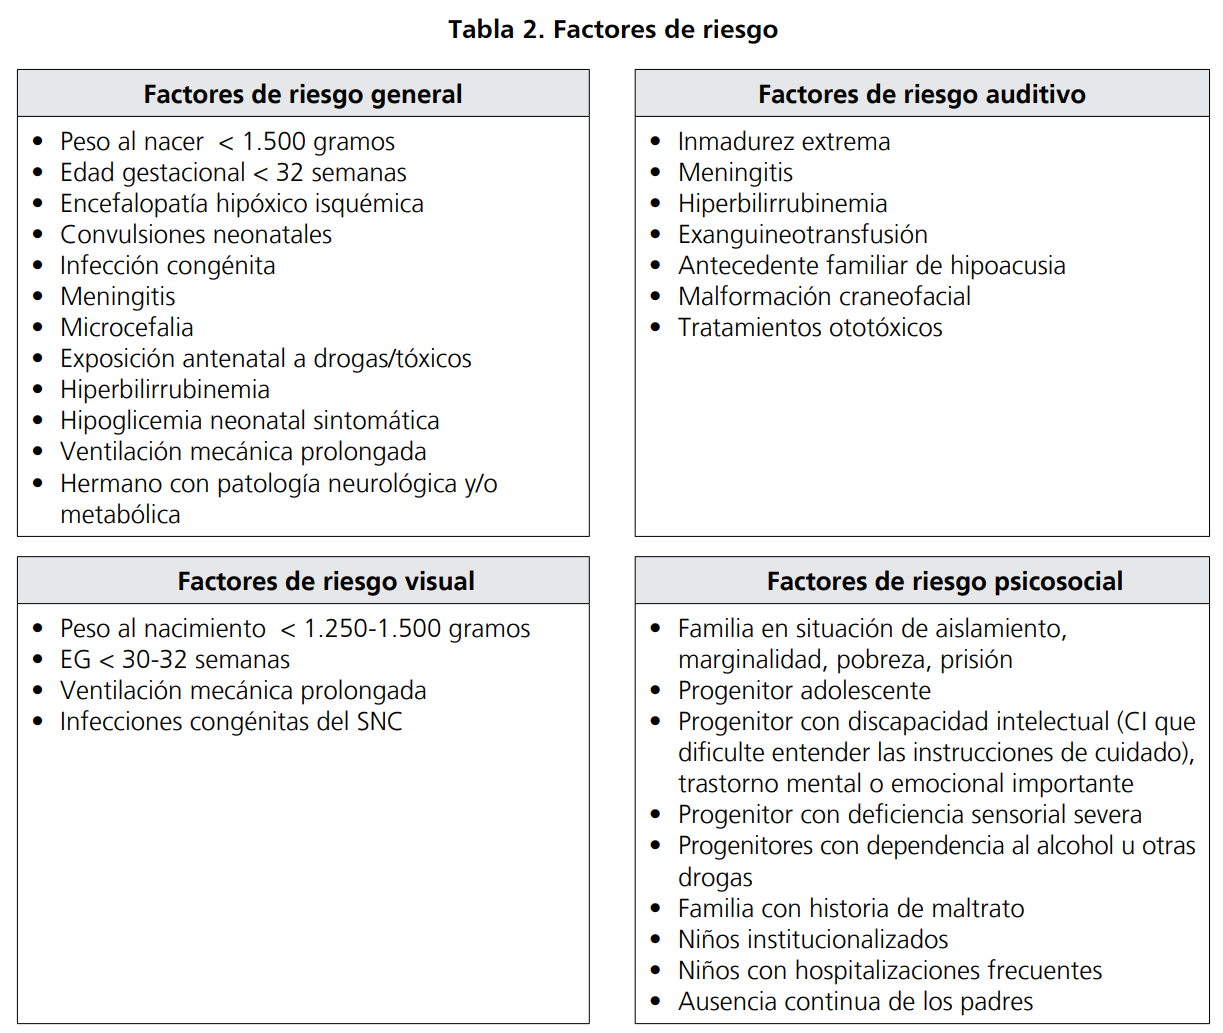 Tabla 2. Factores de riesgo
Factores de riesgo general
• Peso al nacer < 1.500 gramos
• Edad gestacional < 32 semanas
• Encefalopatía hipóxico isquémica
• Convulsiones neonatales
• Infección congénita
• Meningitis
• Microcefalia
• Exposición antenatal a drogas/tóxicos
• Hiperbilirrubinemia
• Hipoglicemia neonatal sintomática
• Ventilación mecánica prolongada
• Hermano con patología neurológica y/o
metabólica
Factores de riesgo auditivo
• Inmadurez extrema
• Meningitis
• Hiperbilirrubinemia
• Exanguineotransfusión
• Antecedente familiar de hipoacusia
• Malformación craneofacial
• Tratamientos ototóxicos
Factores de riesgo visual
• Peso al nacimiento < 1.250-1.500 gramos
• EG < 30-32 semanas
• Ventilación mecánica prolongada
• Infecciones congénitas del SNC
Factores de riesgo psicosocial
• Familia en situación de aislamiento,
marginalidad, pobreza, prisión
• Progenitor adolescente
• Progenitor con discapacidad intelectual (CI que
dificulte entender las instrucciones de cuidado),
trastorno mental o emocional importante
• Progenitor con deficiencia sensorial severa
• Progenitores con dependencia al alcohol u otras
drogas
• Familia con historia de maltrato
• Niños institucionalizados
• Niños con hospitalizaciones frecuentes
• Ausencia continua de los padres